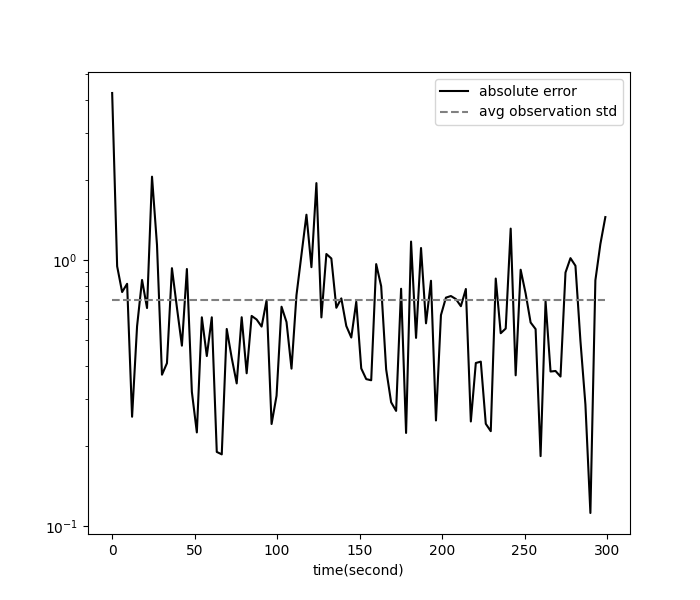 absolute error
avg observation std
10⁰
10⁻¹
0 50 100 150 200 250 300
time(second)